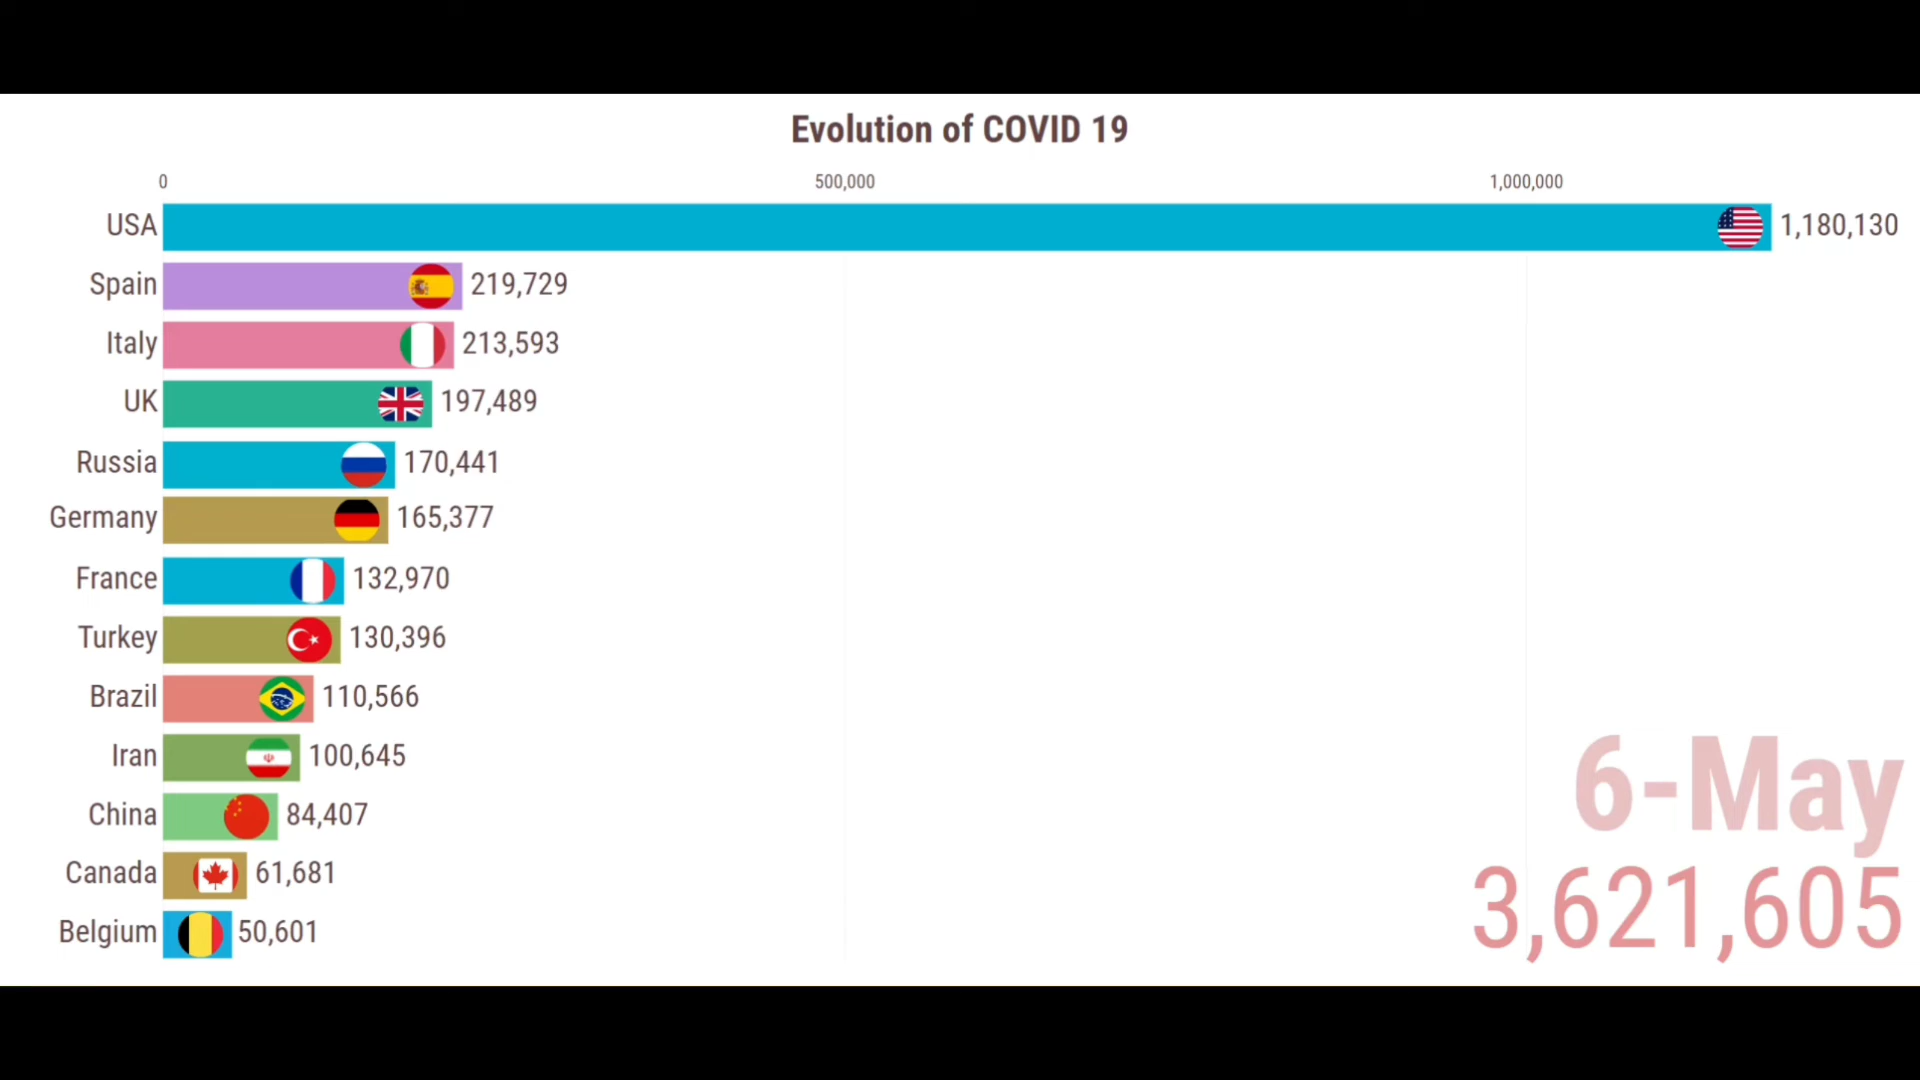 Evolution of COVID 19
0 500,000 1,000,000
USA 1,180,130
Spain 219,729
Italy 213,593
UK 197,489
Russia 170,441
Germany 165,377
France 132,970
Turkey 130,396
Brazil 110,566
Iran 100,645
China 84,407
Canada 61,681
Belgium 50,601
6-May
3,621,605